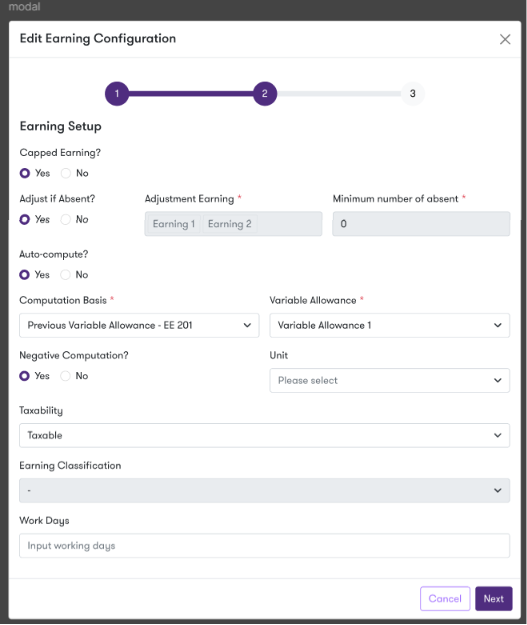 modal
Edit Earning Configuration
1 2 3
Earning Setup
Capped Earning?
Yes No
Adjust if Absent? Adjustment Earning * Minimum number of absent *
Yes No Earning 1 Earning 2 0
Auto-compute?
Yes No
Computation Basis * Variable Allowance *
Previous Variable Allowance - EE 201 Variable Allowance 1
Negative Computation? Unit
Yes No Please select
Taxability
Taxable
Earning Classification
-
Work Days
Input working days
Cancel Next